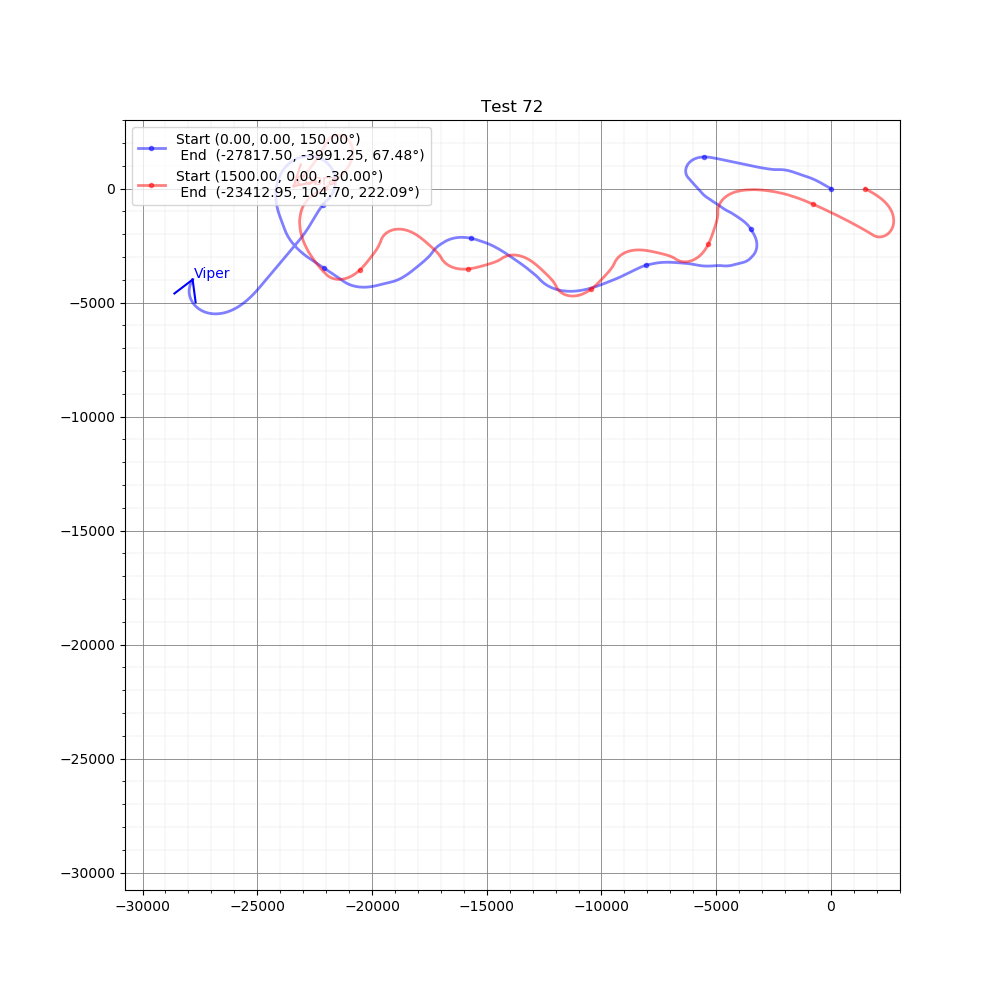 Test 72
Start (0.00, 0.00, 150.00°)
End  (-27817.50, -3991.25, 67.48°)
Start (1500.00, 0.00, -30.00°)
End  (-23412.95, 104.70, 222.09°)
Viper
0
−5000
−10000
−15000
−20000
−25000
−30000
−30000 −25000 −20000 −15000 −10000 −5000 0